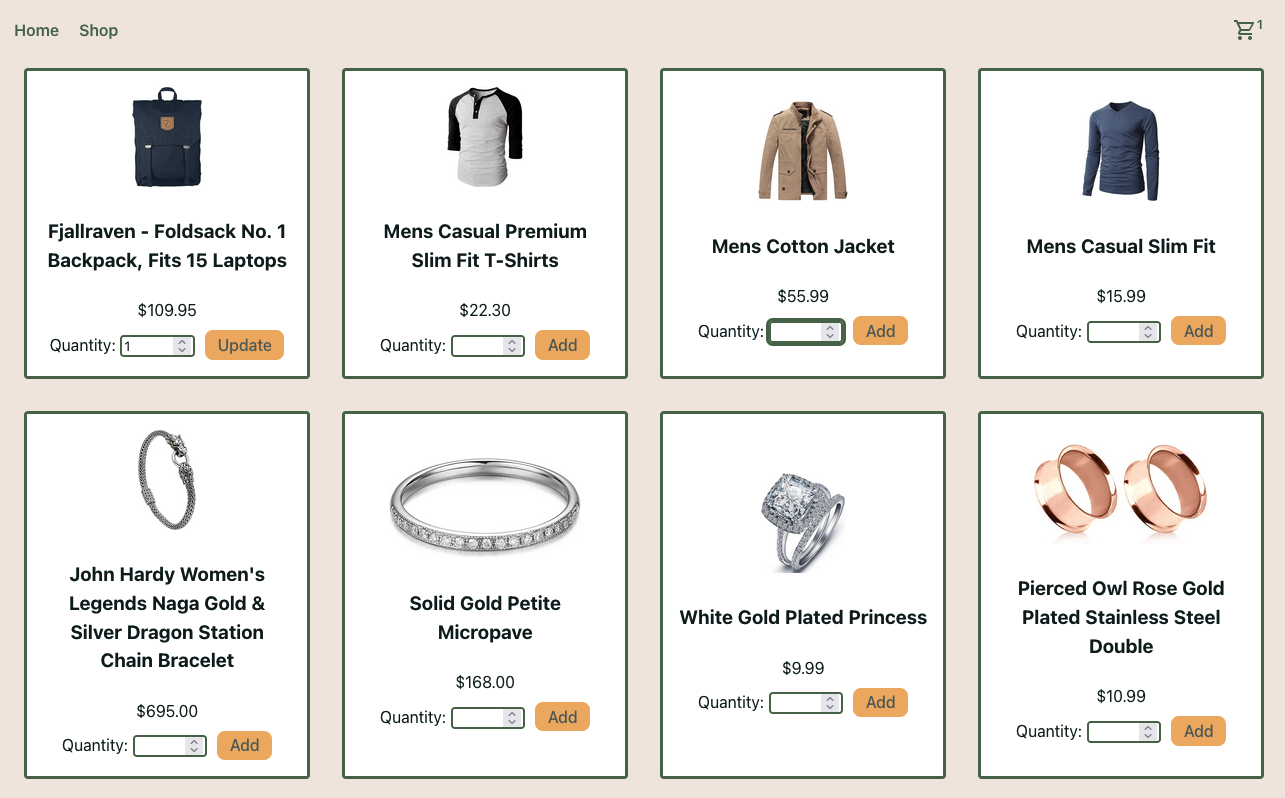 Home Shop 1
Fjallraven - Foldsack No. 1
Backpack, Fits 15 Laptops
$109.95
Quantity: 1 Update
Mens Casual Premium
Slim Fit T-Shirts
$22.30
Quantity: Add
Mens Cotton Jacket
$55.99
Quantity: Add
Mens Casual Slim Fit
$15.99
Quantity: Add
John Hardy Women's
Legends Naga Gold &
Silver Dragon Station
Chain Bracelet
$695.00
Quantity: Add
Solid Gold Petite
Micropave
$168.00
Quantity: Add
White Gold Plated Princess
$9.99
Quantity: Add
Pierced Owl Rose Gold
Plated Stainless Steel
Double
$10.99
Quantity: Add